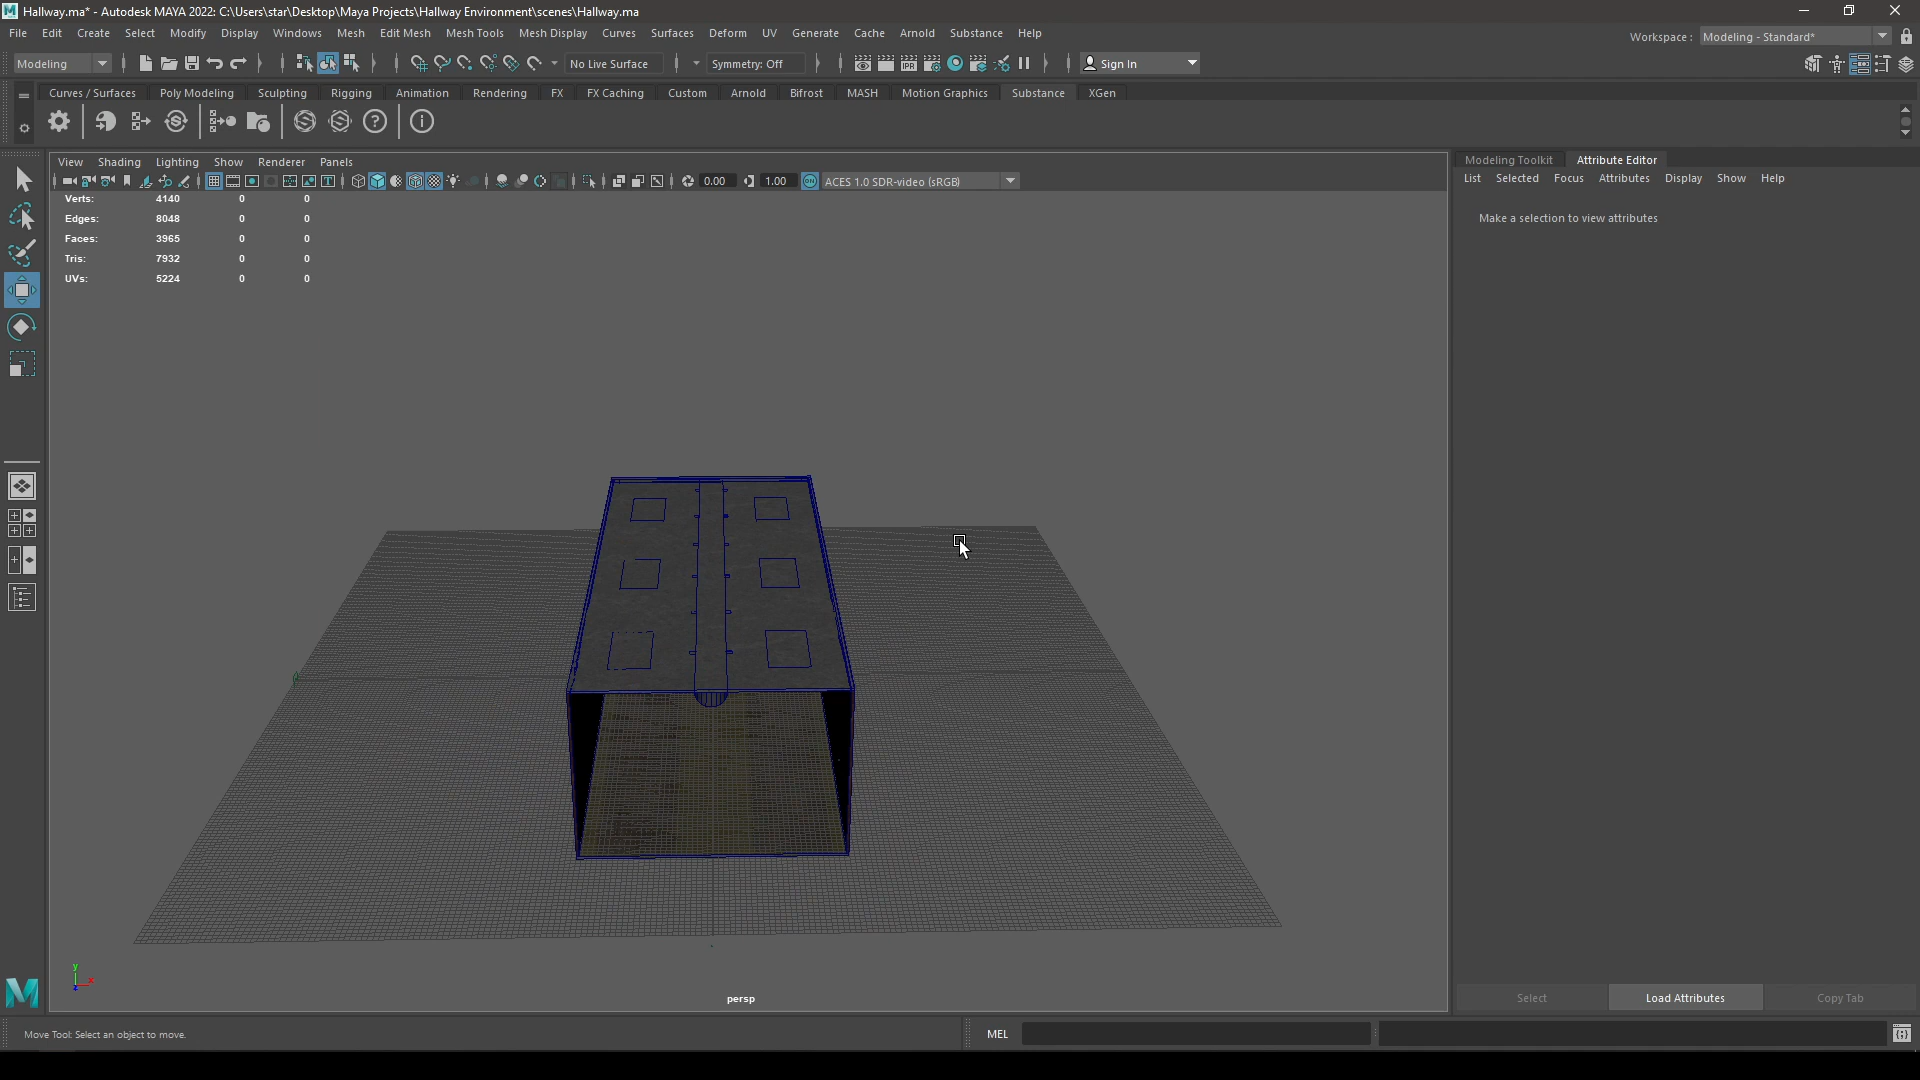 Hallway.ma* - Autodesk MAYA 2022: C:\Users\star\Desktop\Maya Projects\Hallway Environment\scenes\Hallway.ma
File Edit Create Select Modify Display Windows Mesh Edit Mesh Mesh Tools Mesh Display Curves Surfaces Deform UV Generate Cache Arnold Substance Help Workspace : Modeling - Standard*
Modeling No Live Surface Symmetry: Off Sign In
Curves / Surfaces Poly Modeling Sculpting Rigging Animation Rendering FX FX Caching Custom Arnold Bifrost MASH Motion Graphics Substance XGen
View Shading Lighting Show Renderer Panels
0.00 1.00 ON ACES 1.0 SDR-video (sRGB)
Verts: 4140 0 0
Edges: 8048 0 0
Faces: 3965 0 0
Tris: 7932 0 0
UVs: 5224 0 0
Modeling Toolkit Attribute Editor
List Selected Focus Attributes Display Show Help
Make a selection to view attributes
y
x
z
persp
Select Load Attributes Copy Tab
M
Move Tool: Select an object to move. MEL